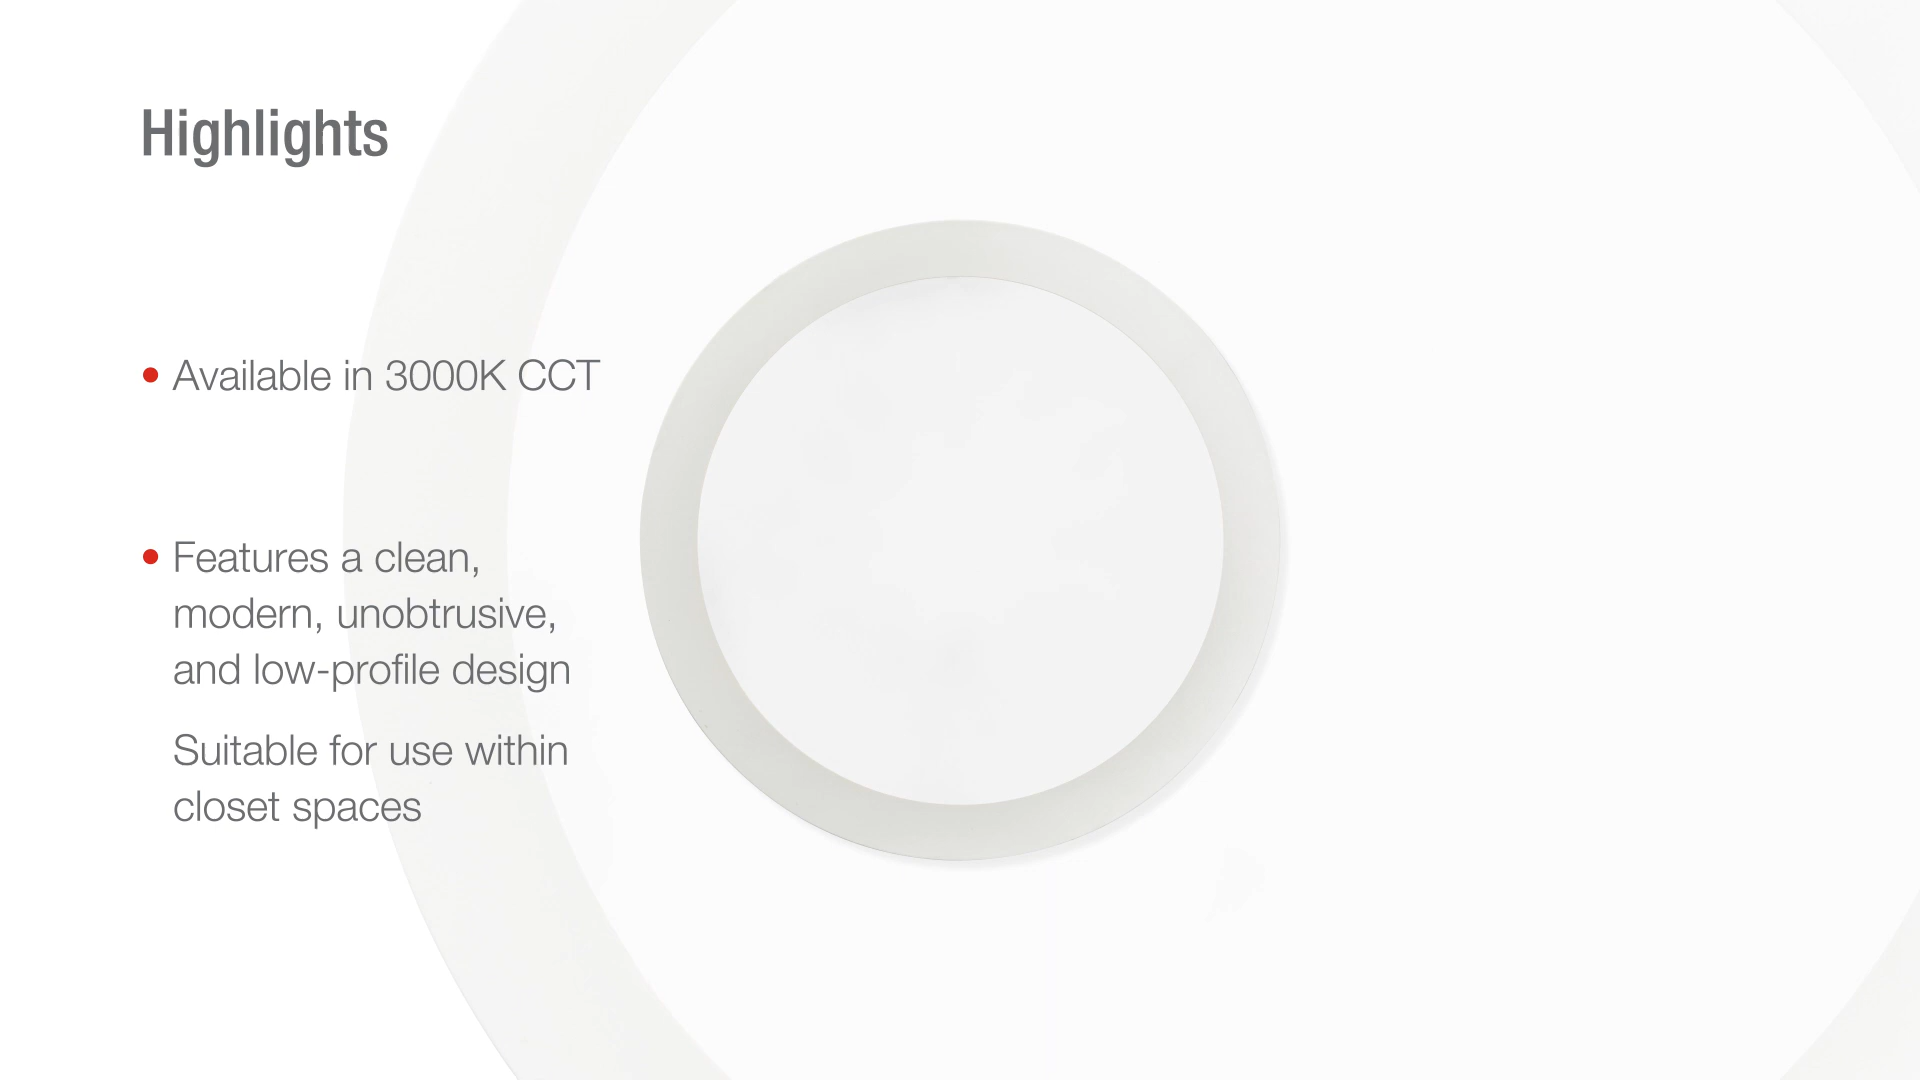 Highlights
• Available in 3000K CCT
• Features a clean,
modern, unobtrusive,
and low-profile design
Suitable for use within
closet spaces